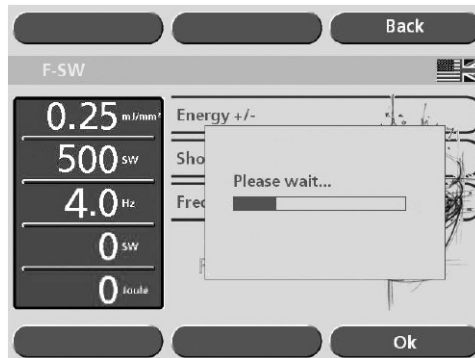 Back
F-SW
0.25 mJ/mm²
500 SW
4.0 Hz
0 SW
0 Joule
Energy +/-
Sho
Freq
Please wait...
Ok